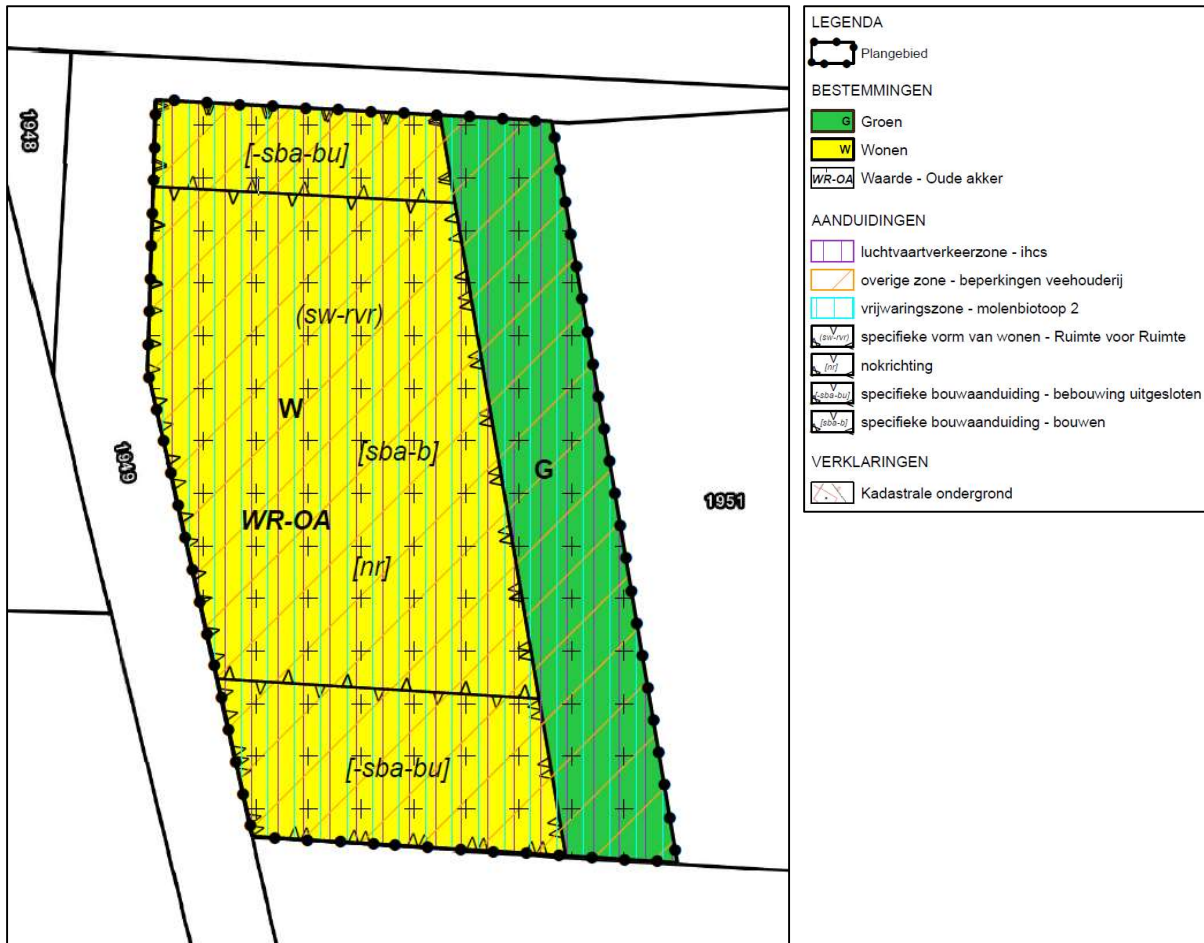 1948
[-sba-bu]
(sw-rvr)
W
[sba-b]
1949
G
1951
WR-OA
[nr]
[-sba-bu]
LEGENDA
Plangebied
BESTEMMINGEN
G Groen
W Wonen
WR-OA Waarde - Oude akker
AANDUIDINGEN
luchtvaartverkeerzone - ihcs
overige zone - beperkingen veehouderij
vrijwaringszone - molenbiotoop 2
(sw-rvr) specifieke vorm van wonen - Ruimte voor Ruimte
[nr] nokrichting
[-sba-bu] specifieke bouwaanduiding - bebouwing uitgesloten
[sba-b] specifieke bouwaanduiding - bouwen
VERKLARINGEN
Kadastrale ondergrond